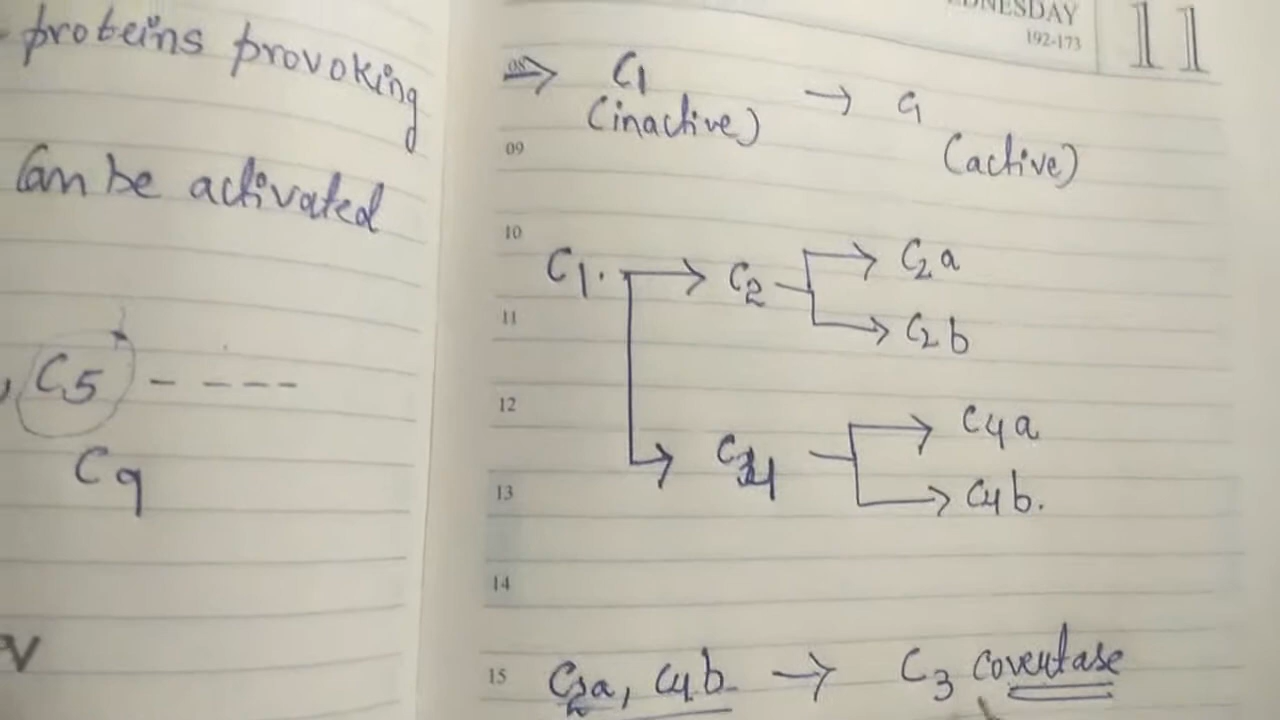 proteins provoking
Can be activated
, C5 - - - - -
C9
V
WEDNESDAY 11
192-173
08 ⇒ C1 → C1
(inactive) (active)
09
10
C1. → C2 → C2a
11
→ C2b
12
→ C4 → C4a
13
→ C4b.
14
15 C2a, C4b → C3 covertase